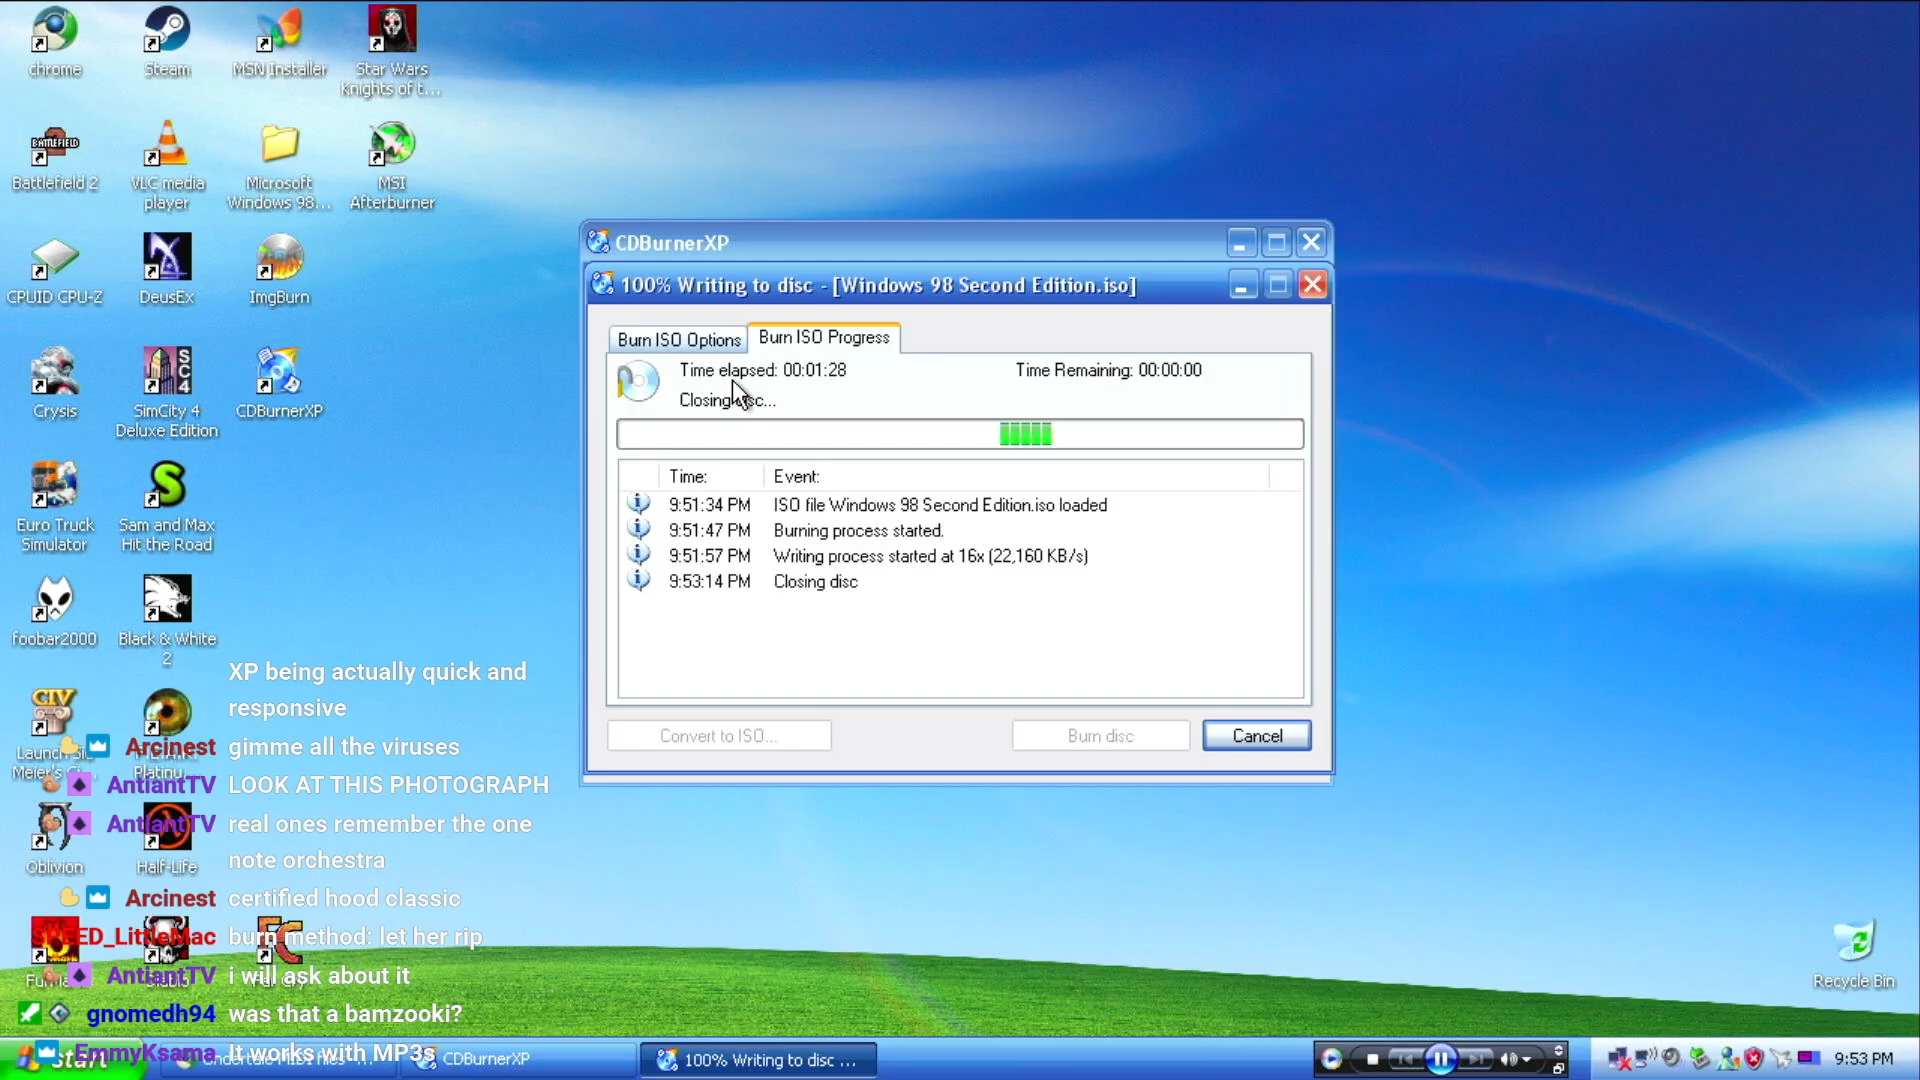 chrome
Steam
MSN Installer
Star Wars
Knights of t...
BATTLEFIELD
Battlefield 2
VLC media
player
Microsoft
Windows 98...
MSI
Afterburner
CPUID CPU-Z
DeusEx
ImgBurn
SC4
Crysis
SimCity 4
Deluxe Edition
CDBurnerXP
Euro Truck
Simulator
Sam and Max
Hit the Road
foobar2000
Black & White
2
CIV
Oblivion
Half-Life
Recycle Bin
CDBurnerXP
100% Writing to disc - [Windows 98 Second Edition.iso]
Burn ISO Options
Burn ISO Progress
Time elapsed: 00:01:28
Time Remaining: 00:00:00
Closing disc...
Time:
Event:
9:51:34 PM ISO file Windows 98 Second Edition.iso loaded
9:51:47 PM Burning process started.
9:51:57 PM Writing process started at 16x (22,160 KB/s)
9:53:14 PM Closing disc
Convert to ISO...
Burn disc
Cancel
XP being actually quick and
responsive
Arcinest gimme all the viruses
AntiantTV LOOK AT THIS PHOTOGRAPH
AntiantTV real ones remember the one
note orchestra
Arcinest certified hood classic
SPEED_LittleMac burn method: let her rip
AntiantTV i will ask about it
gnomedh94 was that a bamzooki?
EmmyKsama It works with MP3s
start
CDBurnerXP
100% Writing to disc ...
9:53 PM